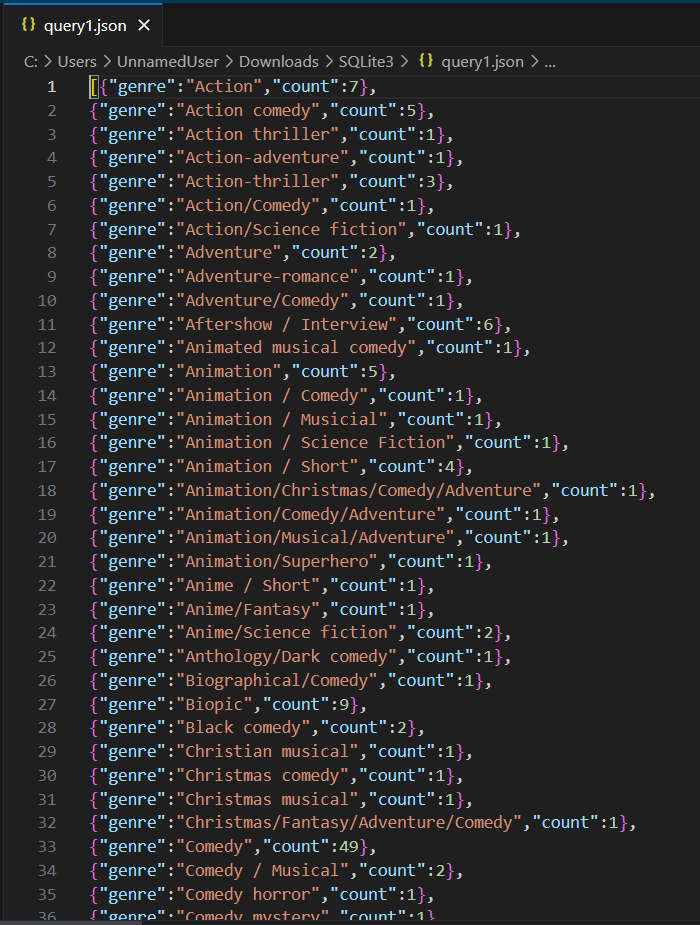 {} query1.json ×
C: > Users > UnnamedUser > Downloads > SQLite3 > {} query1.json > ...
1 [{"genre":"Action","count":7},
2 {"genre":"Action comedy","count":5},
3 {"genre":"Action thriller","count":1},
4 {"genre":"Action-adventure","count":1},
5 {"genre":"Action-thriller","count":3},
6 {"genre":"Action/Comedy","count":1},
7 {"genre":"Action/Science fiction","count":1},
8 {"genre":"Adventure","count":2},
9 {"genre":"Adventure-romance","count":1},
10 {"genre":"Adventure/Comedy","count":1},
11 {"genre":"Aftershow / Interview","count":6},
12 {"genre":"Animated musical comedy","count":1},
13 {"genre":"Animation","count":5},
14 {"genre":"Animation / Comedy","count":1},
15 {"genre":"Animation / Musicial","count":1},
16 {"genre":"Animation / Science Fiction","count":1},
17 {"genre":"Animation / Short","count":4},
18 {"genre":"Animation/Christmas/Comedy/Adventure","count":1},
19 {"genre":"Animation/Comedy/Adventure","count":1},
20 {"genre":"Animation/Musical/Adventure","count":1},
21 {"genre":"Animation/Superhero","count":1},
22 {"genre":"Anime / Short","count":1},
23 {"genre":"Anime/Fantasy","count":1},
24 {"genre":"Anime/Science fiction","count":2},
25 {"genre":"Anthology/Dark comedy","count":1},
26 {"genre":"Biographical/Comedy","count":1},
27 {"genre":"Biopic","count":9},
28 {"genre":"Black comedy","count":2},
29 {"genre":"Christian musical","count":1},
30 {"genre":"Christmas comedy","count":1},
31 {"genre":"Christmas musical","count":1},
32 {"genre":"Christmas/Fantasy/Adventure/Comedy","count":1},
33 {"genre":"Comedy","count":49},
34 {"genre":"Comedy / Musical","count":2},
35 {"genre":"Comedy horror","count":1},
36 {"genre":"Comedy mystery","count":1},